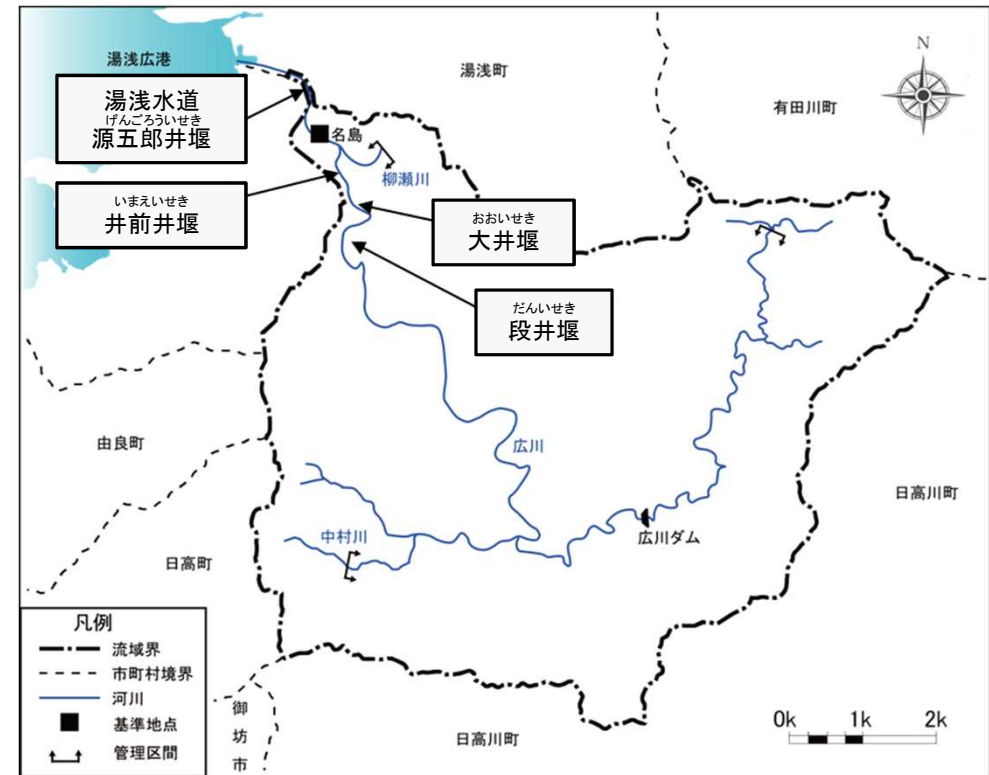 湯浅広港
湯浅町
N
有田川町
湯浅水道
げんごろういせき
源五郎井堰
名島
柳瀬川
いまえいせき
井前井堰
おおいせき
大井堰
だんいせき
段井堰
広川
由良町
日高川町
中村川
広川ダム
日高町
凡例
流域界
市町村境界
河川
基準地点
管理区間
御坊市
日高川町
0k 1k 2k